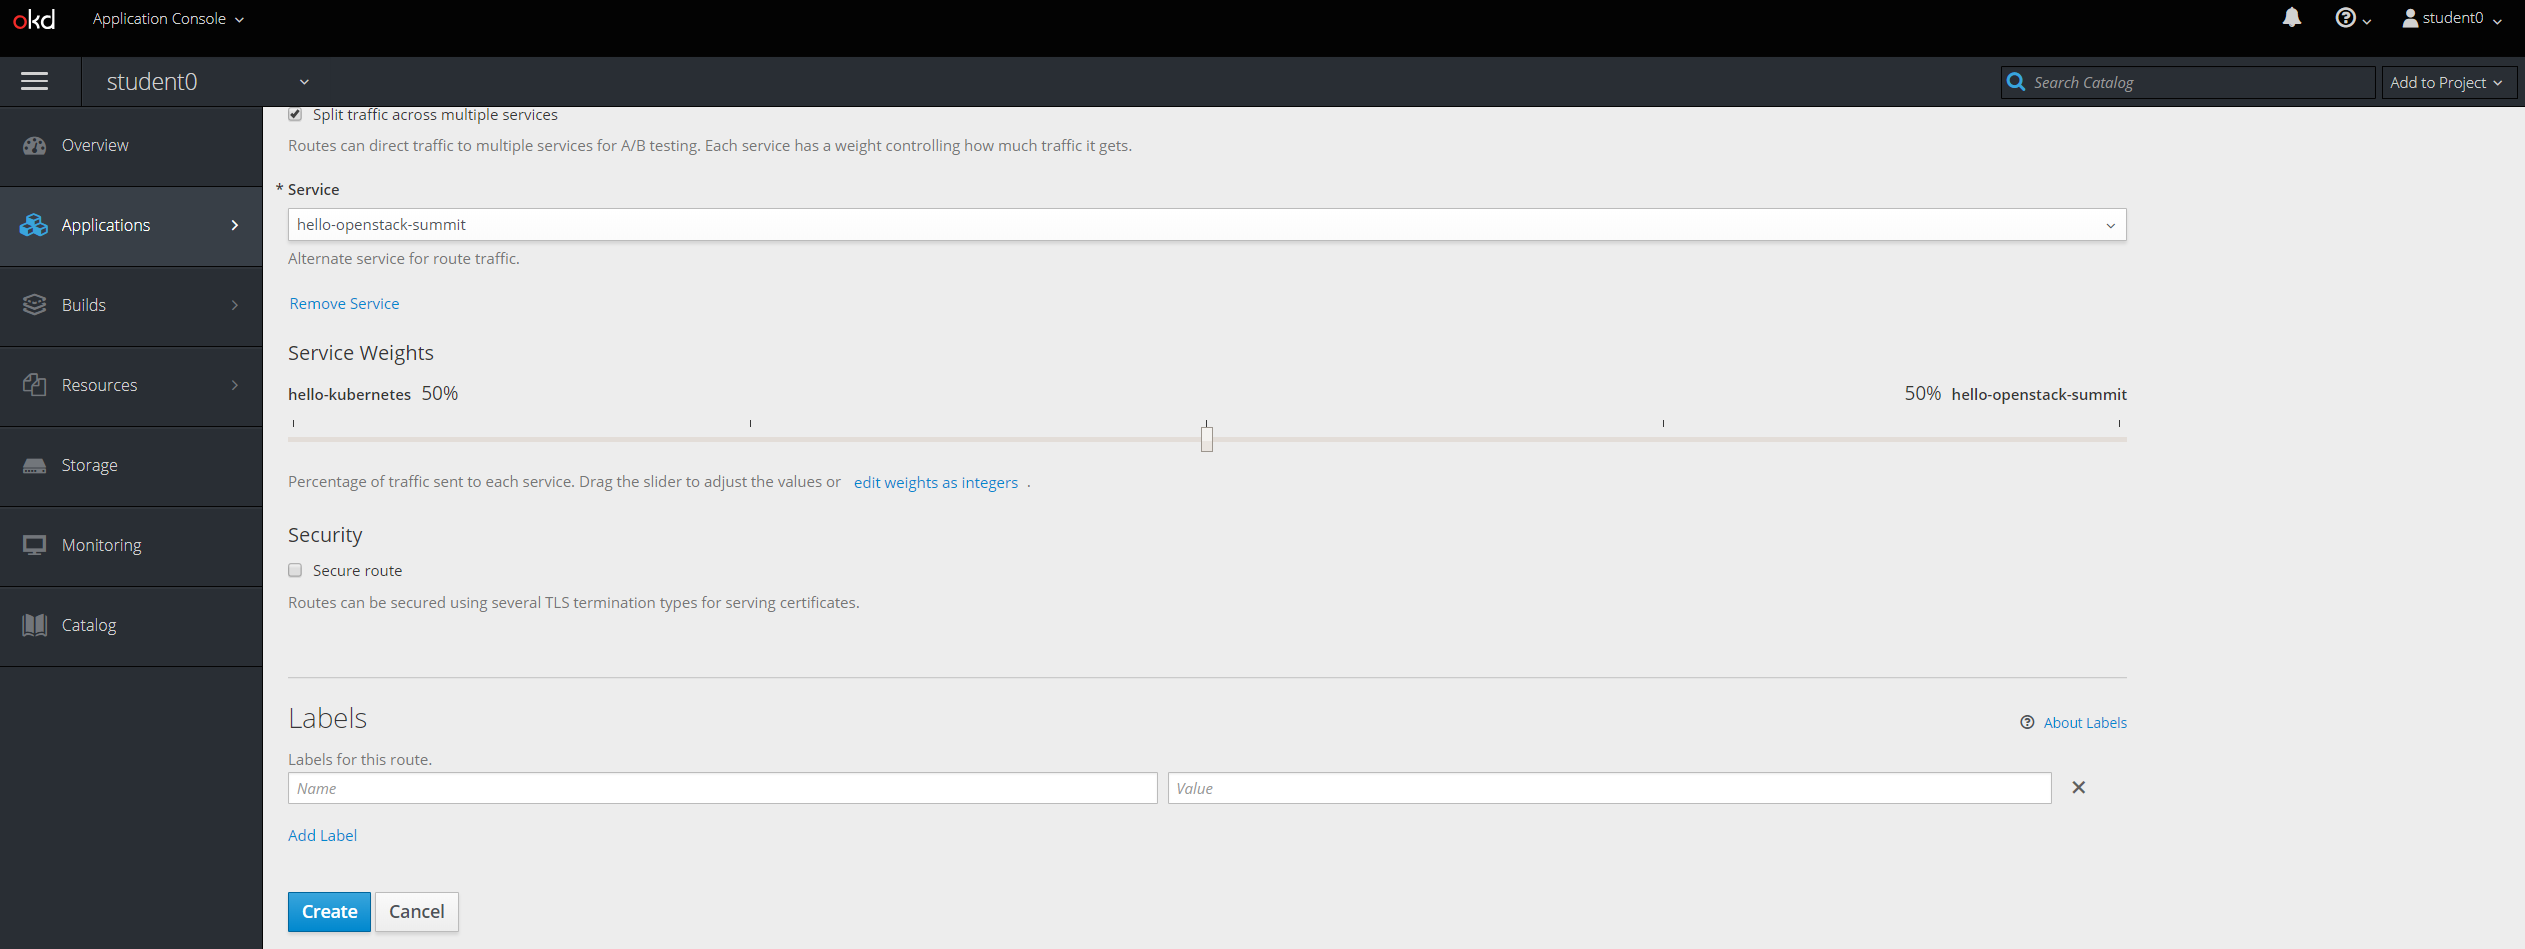 okd Application Console student0
student0 Search Catalog Add to Project
Overview
Applications
Builds
Resources
Storage
Monitoring
Catalog
Split traffic across multiple services
Routes can direct traffic to multiple services for A/B testing. Each service has a weight controlling how much traffic it gets.
* Service
hello-openstack-summit
Alternate service for route traffic.
Remove Service
Service Weights
hello-kubernetes 50% 50% hello-openstack-summit
Percentage of traffic sent to each service. Drag the slider to adjust the values or edit weights as integers .
Security
Secure route
Routes can be secured using several TLS termination types for serving certificates.
Labels
About Labels
Labels for this route.
Name Value
Add Label
Create Cancel